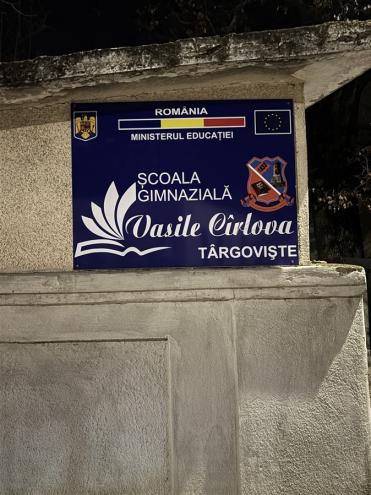 ROMÂNIA
MINISTERUL EDUCAȚIEI
ȘCOALA
GIMNAZIALĂ
Vasile Cîrlova
TÂRGOVIȘTE